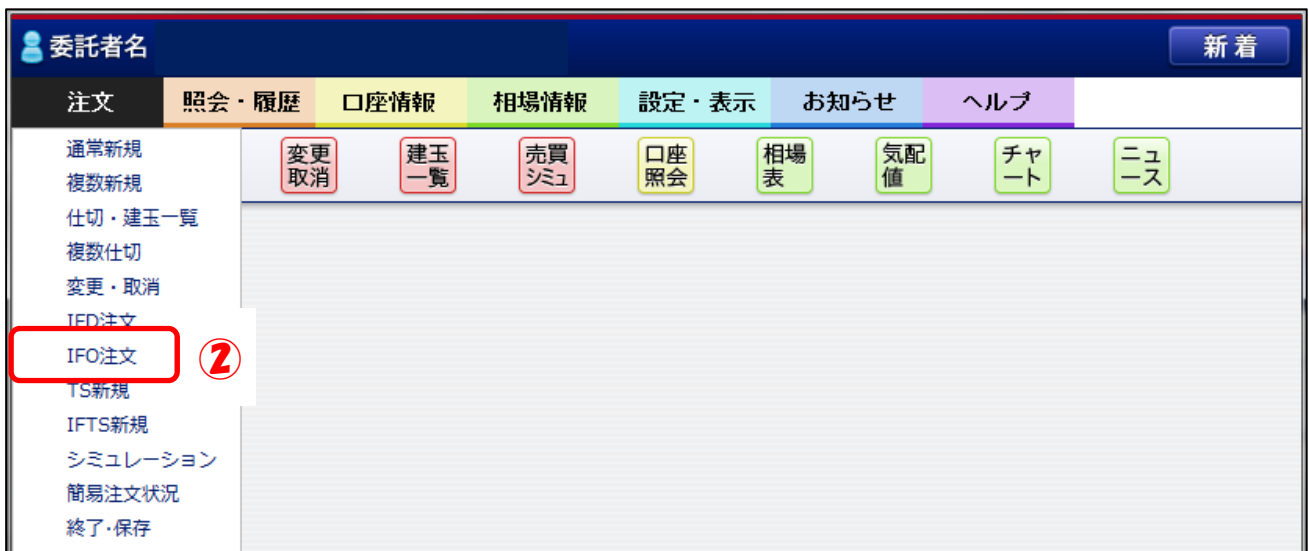 委託者名
新着
注文 照会・履歴 口座情報 相場情報 設定・表示 お知らせ ヘルプ
変更
取消
建玉
一覧
売買
シミュ
口座
照会
相場
表
気配
値
チャ
ート
ニュ
ース
通常新規
複数新規
仕切・建玉一覧
複数仕切
変更・取消
IFD注文
IFO注文
②
TS新規
IFTS新規
シミュレーション
簡易注文状況
終了・保存